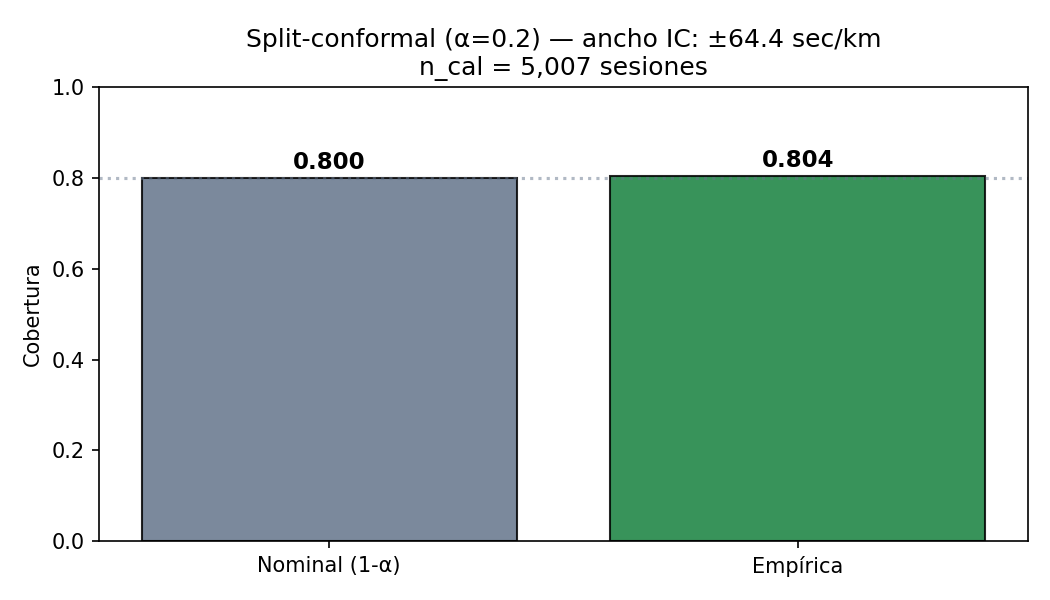 Split-conformal (α=0.2) — ancho IC: ±64.4 sec/km
n_cal = 5,007 sesiones
1.0
0.8
0.6
0.4
0.2
0.0
Cobertura
0.800
0.804
Nominal (1-α)
Empírica